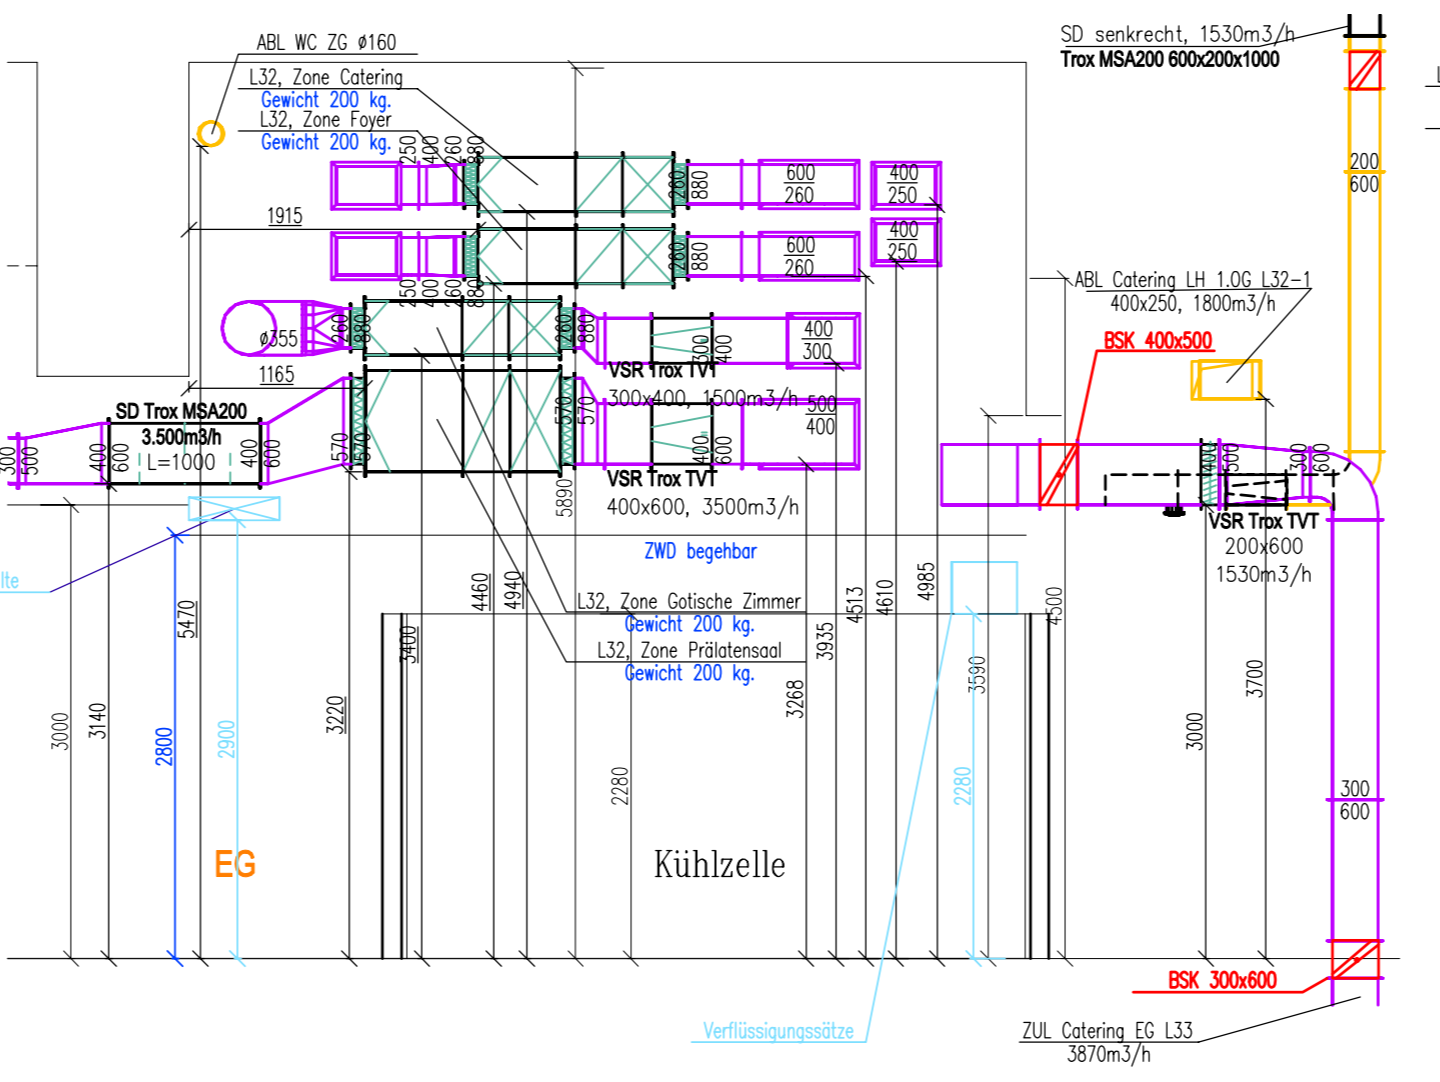 ABL WC ZG ø160
L32, Zone Catering
Gewicht 200 kg.
L32, Zone Foyer
Gewicht 200 kg.
SD senkrecht, 1530m3/h
Trox MSA200 600x200x1000
L
250
400
260
880
260
880
600
260
400
250
200
600
1915
600
260
400
250
260
880
250
400
260
880
ABL Catering LH 1.OG L32-1
400x250, 1800m3/h
BSK 400x500
ø355
260
880
260
880
300
400
400
300
VSR Trox TVT
300x400, 1500m3/h
1165
SD Trox MSA200
3.500m3/h
L=1000
300
500
400
600
400
600
570
570
570
570
400
600
500
400
VSR Trox TVT
400x600, 3500m3/h
400
500
300
600
VSR Trox TVT
200x600
1530m3/h
5890
ZWD begehbar
lte
L32, Zone Gotische Zimmer
Gewicht 200 kg.
L32, Zone Prälatensaal
Gewicht 200 kg.
3000
3140
2800
5470
2900
3220
3400
4460
4940
2280
3268
3935
4513
4610
4985
2280
3590
4500
3000
3700
300
600
EG
Kühlzelle
BSK 300x600
Verflüssigungssätze
ZUL Catering EG L33
3870m3/h